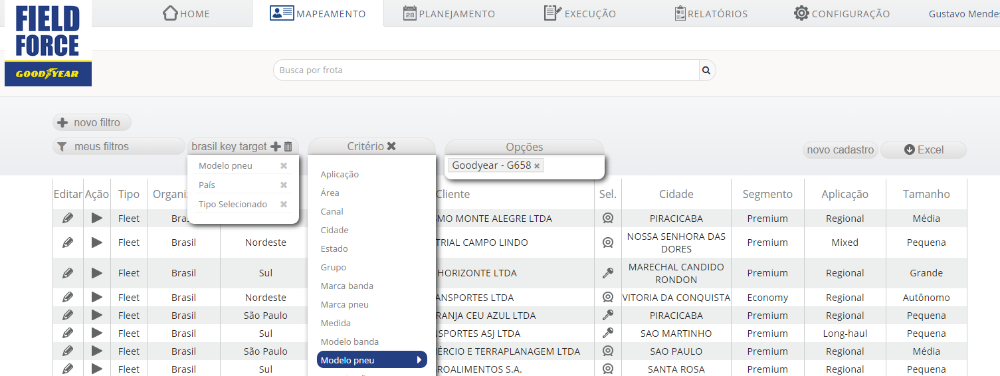 FIELD
FORCE
GOODYEAR
HOME
MAPEAMENTO
28 PLANEJAMENTO
EXECUÇÃO
RELATÓRIOS
CONFIGURAÇÃO
Gustavo Mendes
Busca por frota
novo filtro
meus filtros
brasil key target
Critério
Opções
novo cadastro
Excel
Modelo pneu
País
Tipo Selecionado
Aplicação
Área
Canal
Cidade
Estado
Grupo
Marca banda
Marca pneu
Medida
Modelo banda
Modelo pneu
Goodyear - G658
Editar Ação Tipo Organiz Cliente Sel. Cidade Segmento Aplicação Tamanho
Fleet Bras SMO MONTE ALEGRE LTDA PIRACICABA Premium Regional Média
Fleet Brasil Nordeste TRIAL CAMPO LINDO NOSSA SENHORA DAS
DORES Premium Mixed Pequena
Fleet Brasil Sul HORIZONTE LTDA MARECHAL CANDIDO
RONDON Premium Regional Grande
Fleet Brasil Nordeste ANSPORTES LTDA VITORIA DA CONQUISTA Economy Regional Autônomo
Fleet Brasil São Paulo RANJA CEU AZUL LTDA PIRACICABA Premium Regional Pequena
Fleet Brasil Sul NSPORTES ASJ LTDA SAO MARTINHO Premium Long-haul Pequena
Fleet Brasil São Paulo ÉRCIO E TERRAPLANAGEM LTDA SAO PAULO Premium Regional Média
Fleet Brasil Sul GROALIMENTOS S.A. SANTA ROSA Premium Regional Pequena